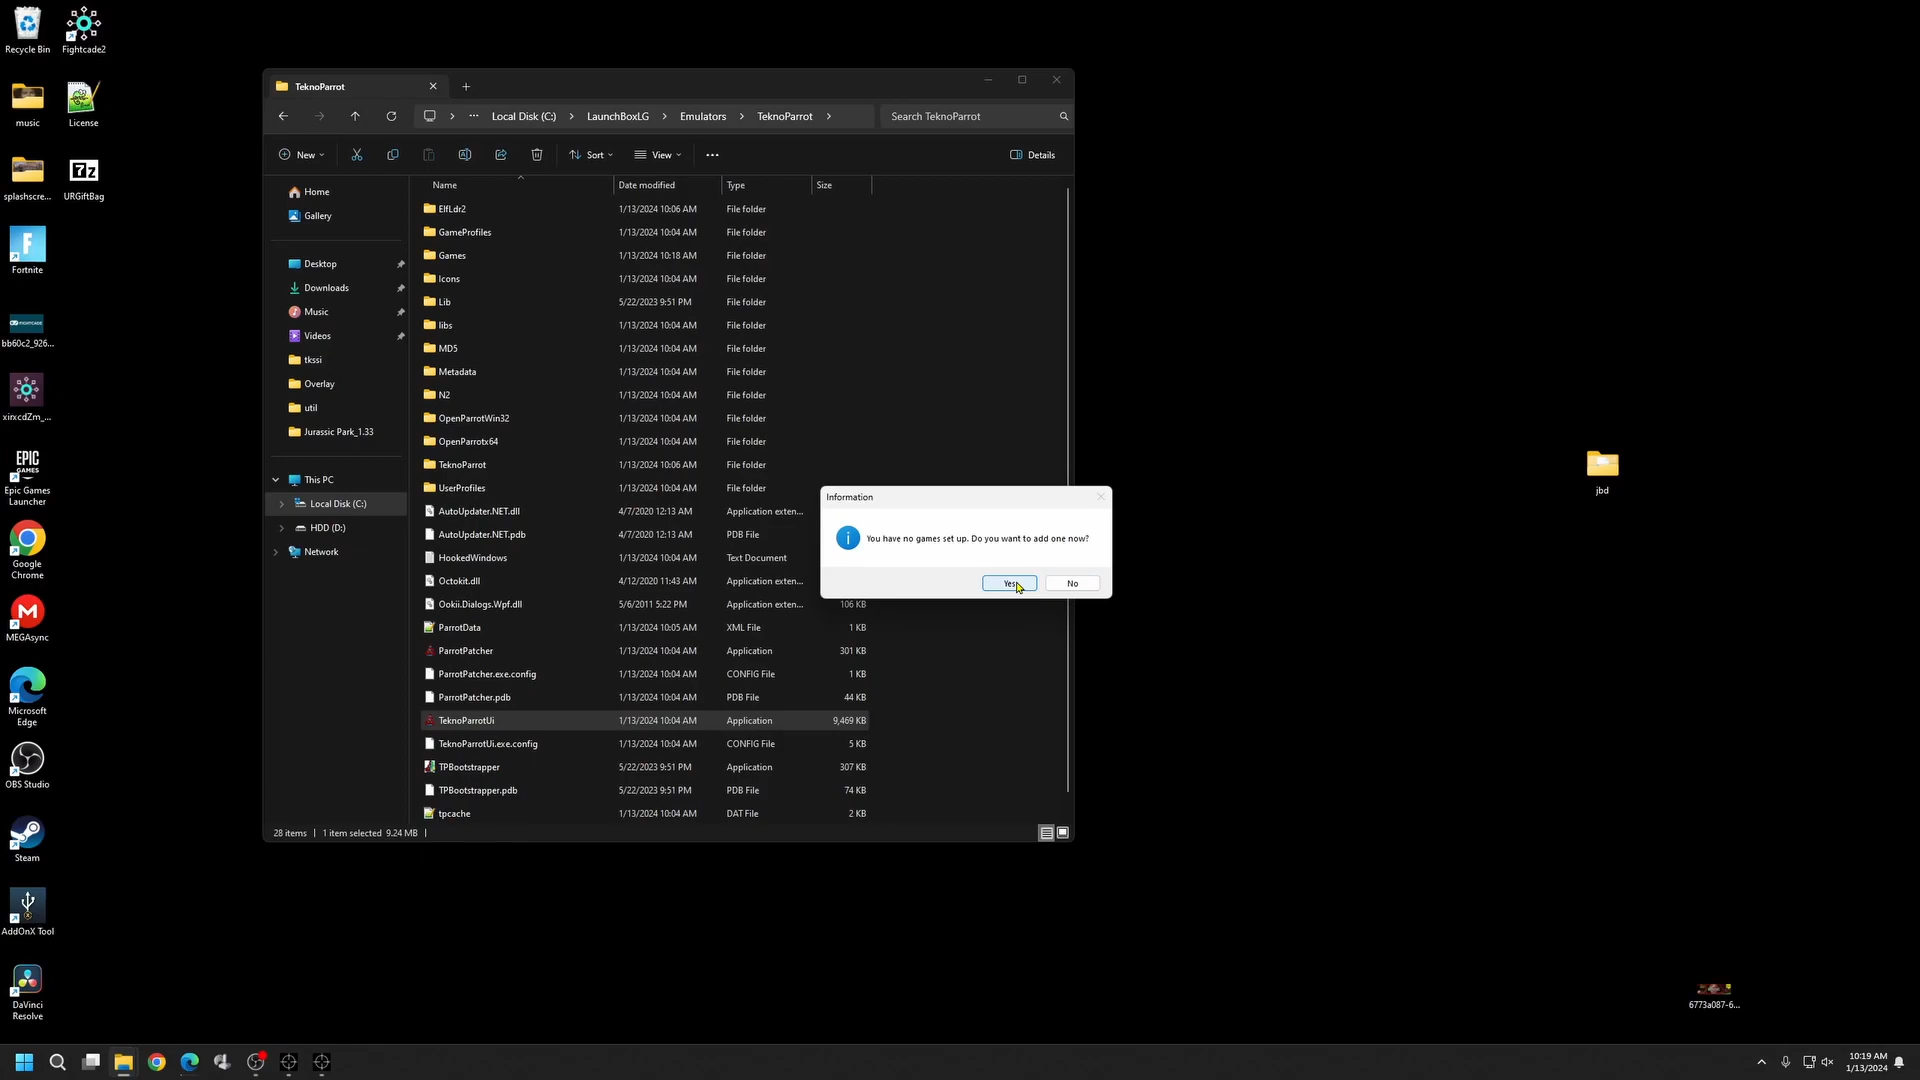 Recycle Bin
Fightcade2
music
License
splashscre...
URGiftBag
Fortnite
bb60c2_926...
xirxcdZm_...
EPIC
GAMES
Epic Games
Launcher
Google
Chrome
MEGAsync
Microsoft
Edge
OBS Studio
Steam
AddOnX Tool
DaVinci
Resolve
TeknoParrot
Local Disk (C:)
LaunchBoxLG
Emulators
TeknoParrot
Search TeknoParrot
New
Sort
View
Details
Home
Gallery
Desktop
Downloads
Music
Videos
tkssi
Overlay
util
Jurassic Park_1.33
This PC
Local Disk (C:)
HDD (D:)
Network
Name Date modified Type Size
ElfLdr2 1/13/2024 10:06 AM File folder
GameProfiles 1/13/2024 10:04 AM File folder
Games 1/13/2024 10:18 AM File folder
Icons 1/13/2024 10:04 AM File folder
Lib 5/22/2023 9:51 PM File folder
libs 1/13/2024 10:04 AM File folder
MD5 1/13/2024 10:04 AM File folder
Metadata 1/13/2024 10:04 AM File folder
N2 1/13/2024 10:04 AM File folder
OpenParrotWin32 1/13/2024 10:04 AM File folder
OpenParrotx64 1/13/2024 10:04 AM File folder
TeknoParrot 1/13/2024 10:06 AM File folder
UserProfiles 1/13/2024 10:04 AM File folder
AutoUpdater.NET.dll 4/7/2020 12:13 AM Application exten...
AutoUpdater.NET.pdb 4/7/2020 12:13 AM PDB File
HookedWindows 1/13/2024 10:04 AM Text Document
Octokit.dll 4/12/2020 11:43 AM Application exten...
Ookii.Dialogs.Wpf.dll 5/6/2011 5:22 PM Application exten... 106 KB
ParrotData 1/13/2024 10:05 AM XML File 1 KB
ParrotPatcher 1/13/2024 10:04 AM Application 301 KB
ParrotPatcher.exe.config 1/13/2024 10:04 AM CONFIG File 1 KB
ParrotPatcher.pdb 1/13/2024 10:04 AM PDB File 44 KB
TeknoParrotUi 1/13/2024 10:04 AM Application 9,469 KB
TeknoParrotUi.exe.config 1/13/2024 10:04 AM CONFIG File 5 KB
TPBootstrapper 5/22/2023 9:51 PM Application 307 KB
TPBootstrapper.pdb 5/22/2023 9:51 PM PDB File 74 KB
tpcache 1/13/2024 10:04 AM DAT File 2 KB
28 items 1 item selected 9.24 MB
Information
You have no games set up. Do you want to add one now?
Yes
No
jbd
6773a087-6...
10:19 AM
1/13/2024